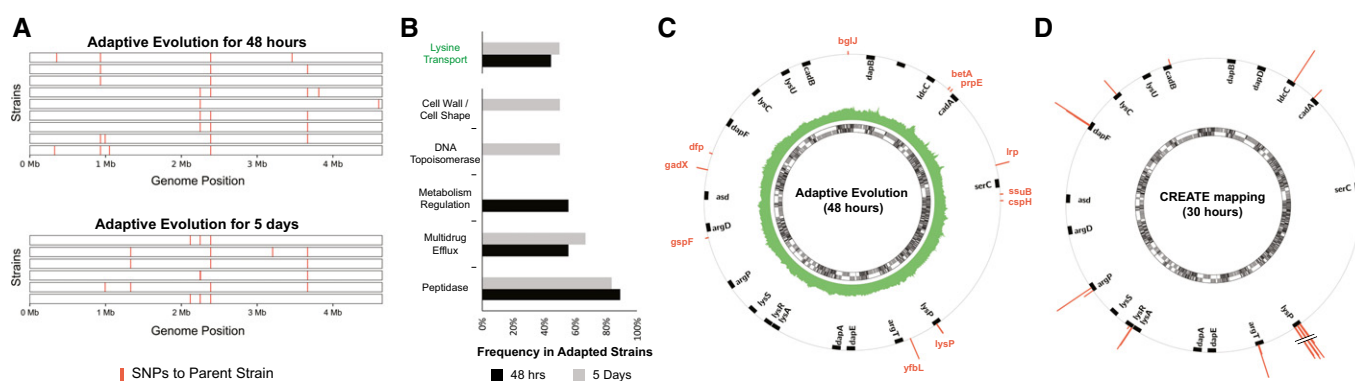 A
Adaptive Evolution for 48 hours
Strains
0 Mb 1 Mb 2 Mb 3 Mb 4 Mb
Genome Position
Adaptive Evolution for 5 days
Strains
0 Mb 1 Mb 2 Mb 3 Mb 4 Mb
Genome Position
SNPs to Parent Strain
B
Lysine
Transport
Cell Wall /
Cell Shape
DNA
Topoisomerase
Metabolism
Regulation
Multidrug
Efflux
Peptidase
0% 20% 40% 60% 80% 100%
Frequency in Adapted Strains
48 hrs 5 Days
C
bglJ
betA
prpE
lrp
ssuB
cspH
lysP
yfbL
gspF
gadX
dfp
dapB
ldcC
cadA
serC
lysP
argT
dapE
dapA
lysA
lysR
lysS
argP
argD
asd
dapF
lysC
lysU
cadB
Adaptive Evolution
(48 hours)
D
dapB
dapD
ldcC
cadA
serC
lysP
argT
dapE
dapA
lysA
lysR
lysS
argP
argD
asd
dapF
lysC
lysU
cadB
CREATE mapping
(30 hours)